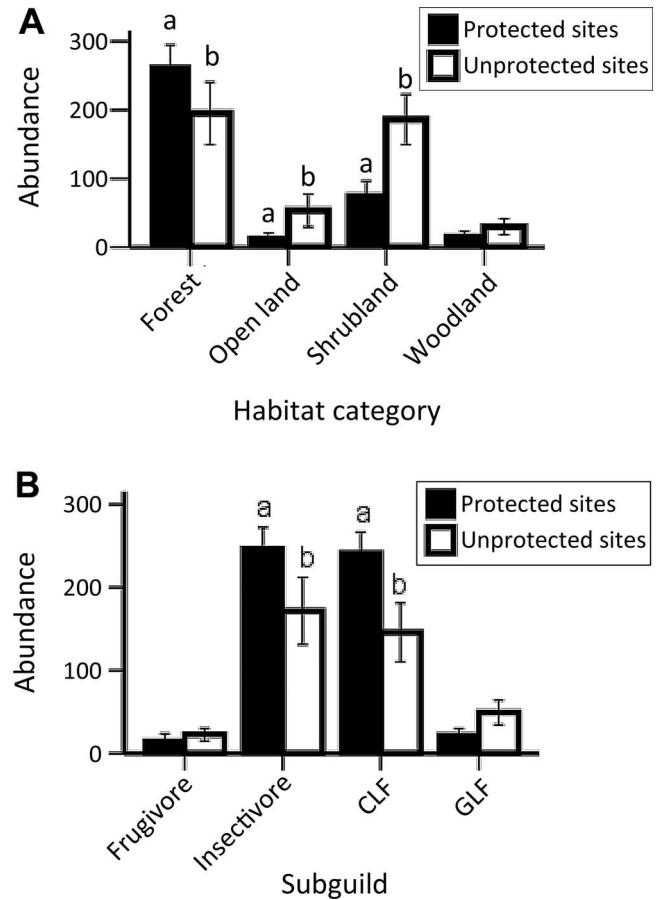 A
Protected sites
Unprotected sites
Abundance
300
200
100
0
a
b
a
b
a
b
Forest
Open land
Shrubland
Woodland
Habitat category
B
Protected sites
Unprotected sites
Abundance
300
200
100
0
a
b
a
b
Frugivore
Insectivore
CLF
GLF
Subguild